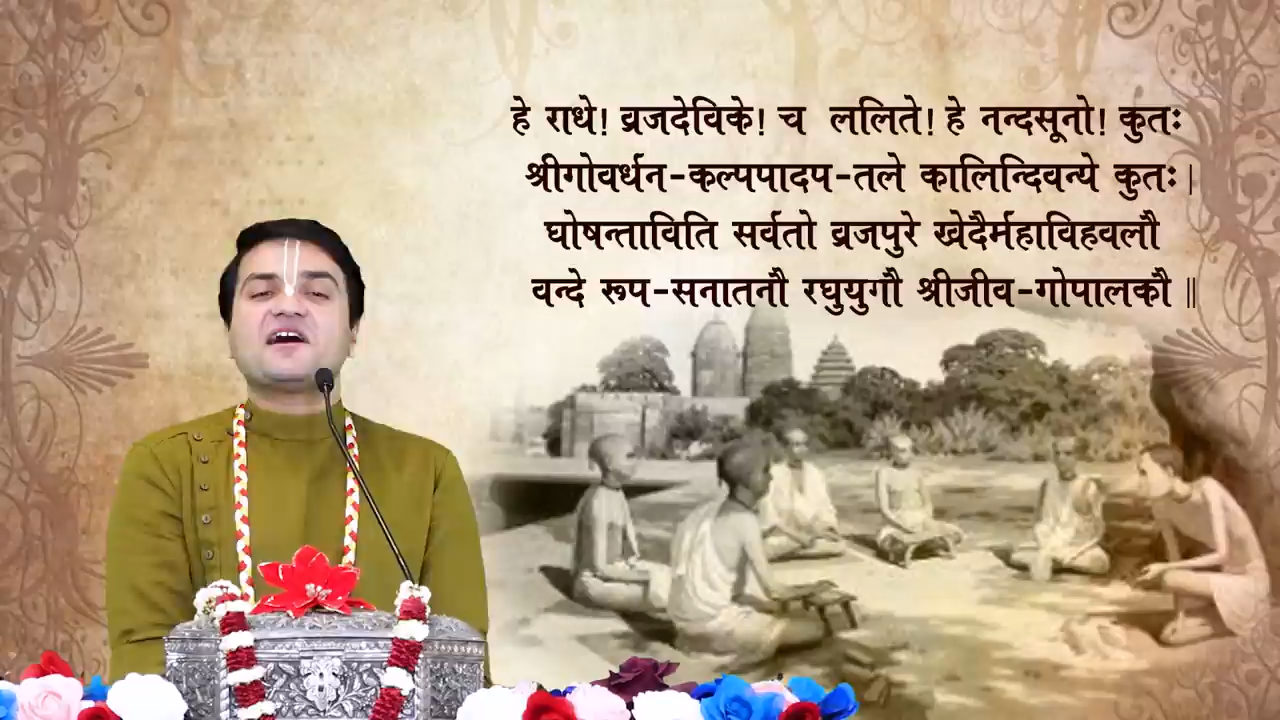 हे राधे! व्रजदेविके! च ललिते! हे नन्दसूनो! कुतः
श्रीगोवर्धन-कल्पपादप-तले कालिन्दिवन्ये कुतः|
घोषन्ताविति सर्वतो व्रजपुरे खेदैर्महाविहवलौ
वन्दे रूप-सनातनौ रघुयुगौ श्रीजीव-गोपालकौ ||